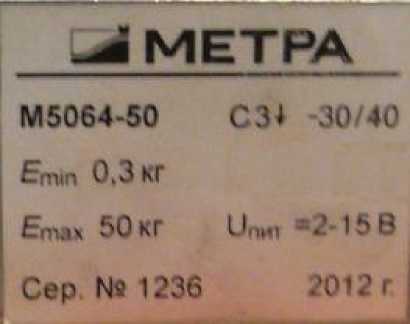 МЕТРА
М5064-50 С3↓ -30/40
Emin 0,3 кг
Emax 50 кг Uпит =2-15 В
Сер. № 1236 2012 г.